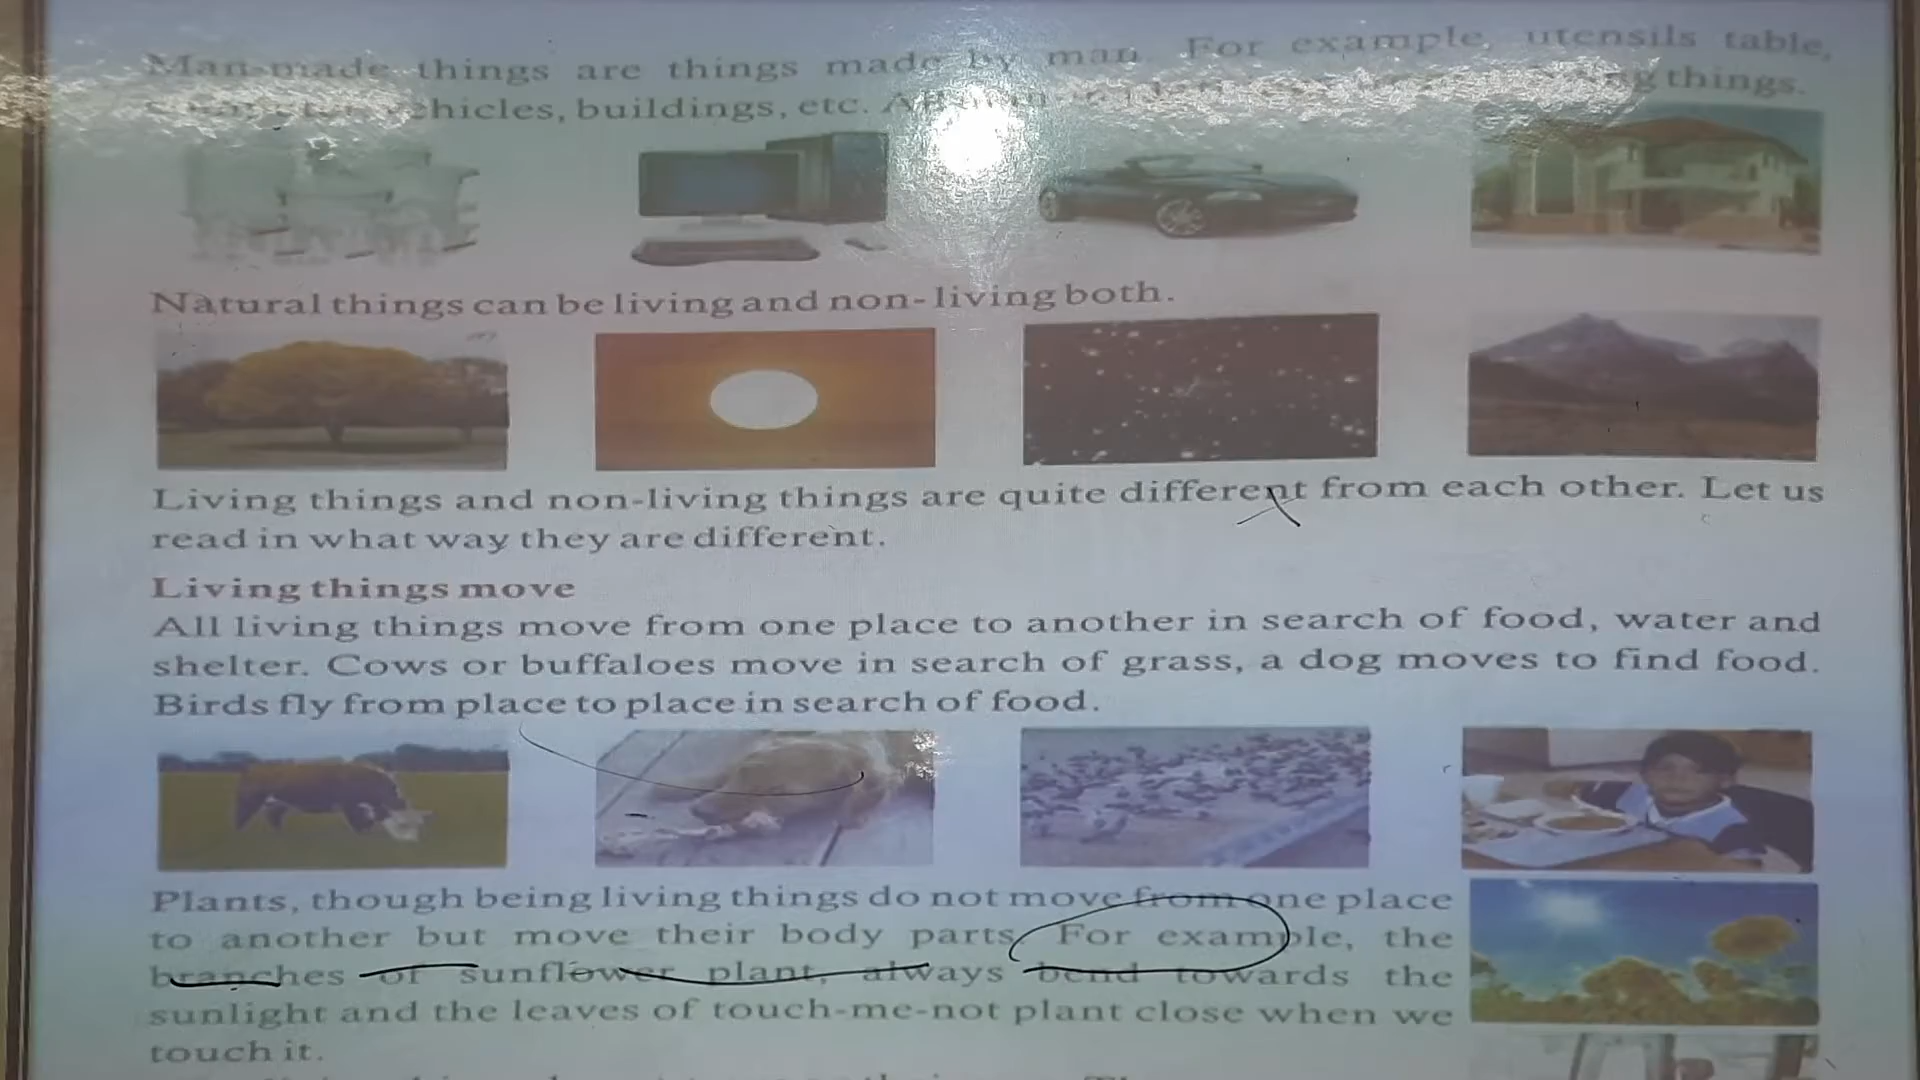 Man-made things are things made by man. For example, utensils table,
vehicles, buildings, etc. things.
Natural things can be living and non-living both.
Living things and non-living things are quite different from each other. Let us
read in what way they are different.
Living things move
All living things move from one place to another in search of food, water and
shelter. Cows or buffaloes move in search of grass, a dog moves to find food.
Birds fly from place to place in search of food.
Plants, though being living things do not move from one place
to another but move their body parts. For example, the
branches of sunflower plant, always bend towards the
sunlight and the leaves of touch-me-not plant close when we
touch it.